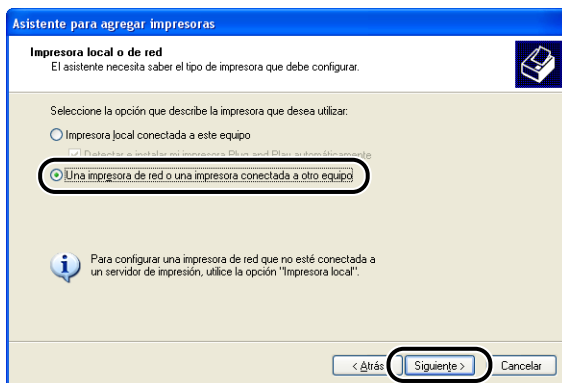 Asistente para agregar impresoras
Impresora local o de red
El asistente necesita saber el tipo de impresora que debe configurar.
Seleccione la opción que describe la impresora que desea utilizar:
Impresora local conectada a este equipo
Detectar e instalar mi impresora Plug and Play automáticamente
Una impresora de red o una impresora conectada a otro equipo
Para configurar una impresora de red que no esté conectada a
un servidor de impresión, utilice la opción "Impresora local".
< Atrás
Siguiente >
Cancelar